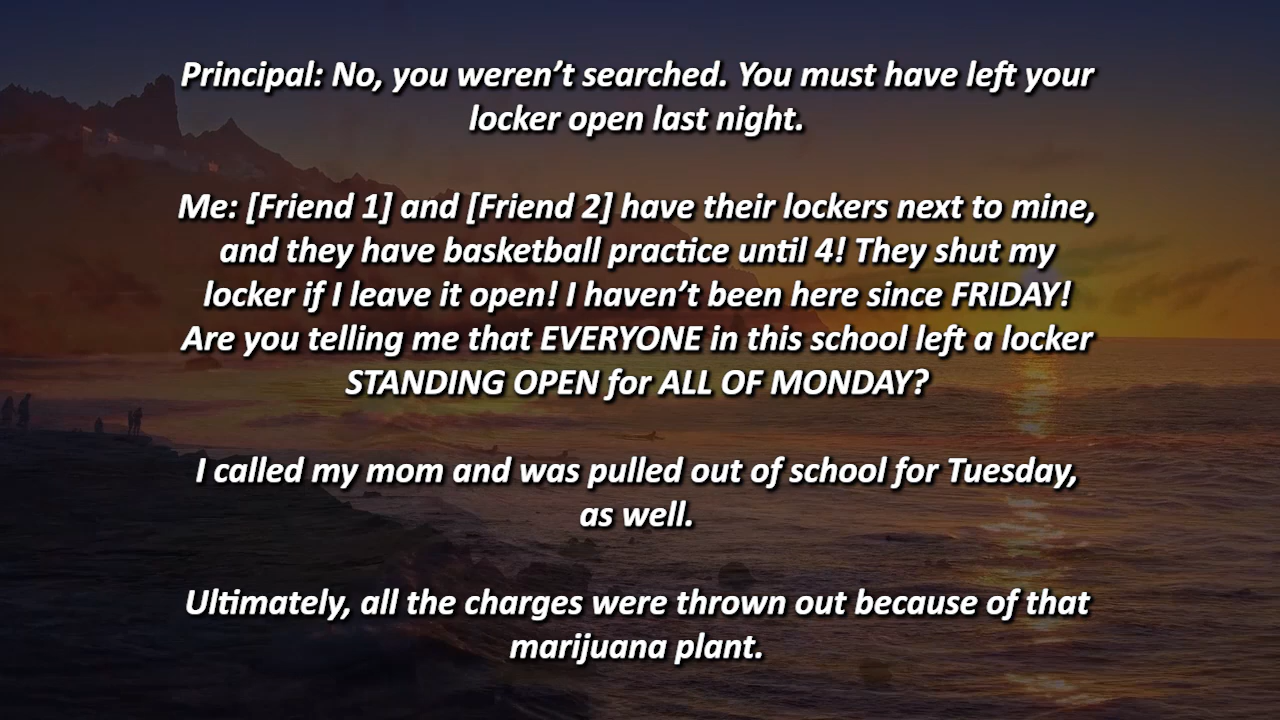 Principal: No, you weren’t searched. You must have left your
locker open last night.
Me: [Friend 1] and [Friend 2] have their lockers next to mine,
and they have basketball practice until 4! They shut my
locker if I leave it open! I haven’t been here since FRIDAY!
Are you telling me that EVERYONE in this school left a locker
STANDING OPEN for ALL OF MONDAY?
I called my mom and was pulled out of school for Tuesday,
as well.
Ultimately, all the charges were thrown out because of that
marijuana plant.